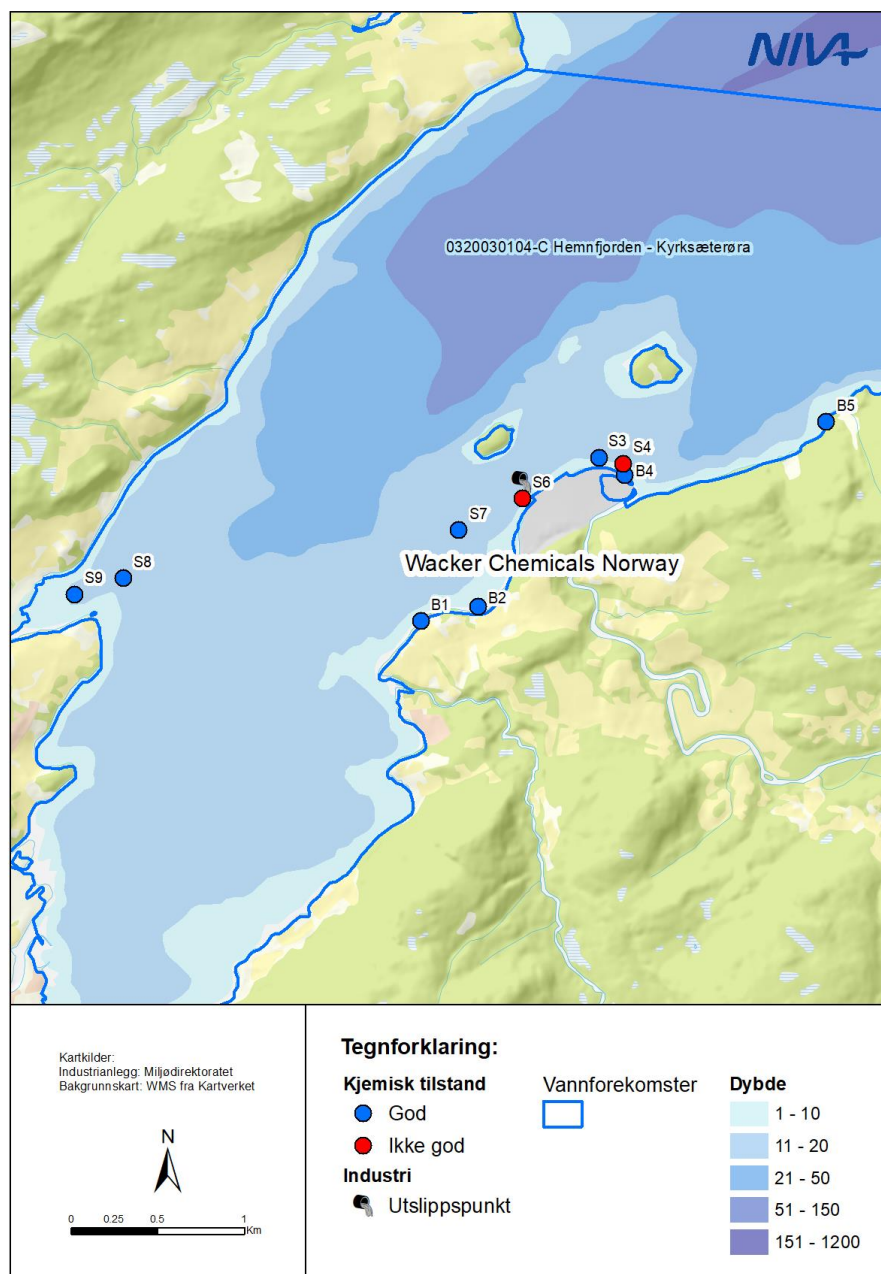 NIVA
0320030104-C Hemnfjorden - Kyrksæterøra
B5
S3
S4
B4
S6
S7
Wacker Chemicals Norway
S8
S9
B2
B1
Kartkilder:
Industrianlegg: Miljødirektoratet
Bakgrunnskart: WMS fra Kartverket
N
0 0.25 0.5 1
Km
Tegnforklaring:
Kjemisk tilstand
God
Ikke god
Industri
Utslippspunkt
Vannforekomster
Dybde
1 - 10
11 - 20
21 - 50
51 - 150
151 - 1200